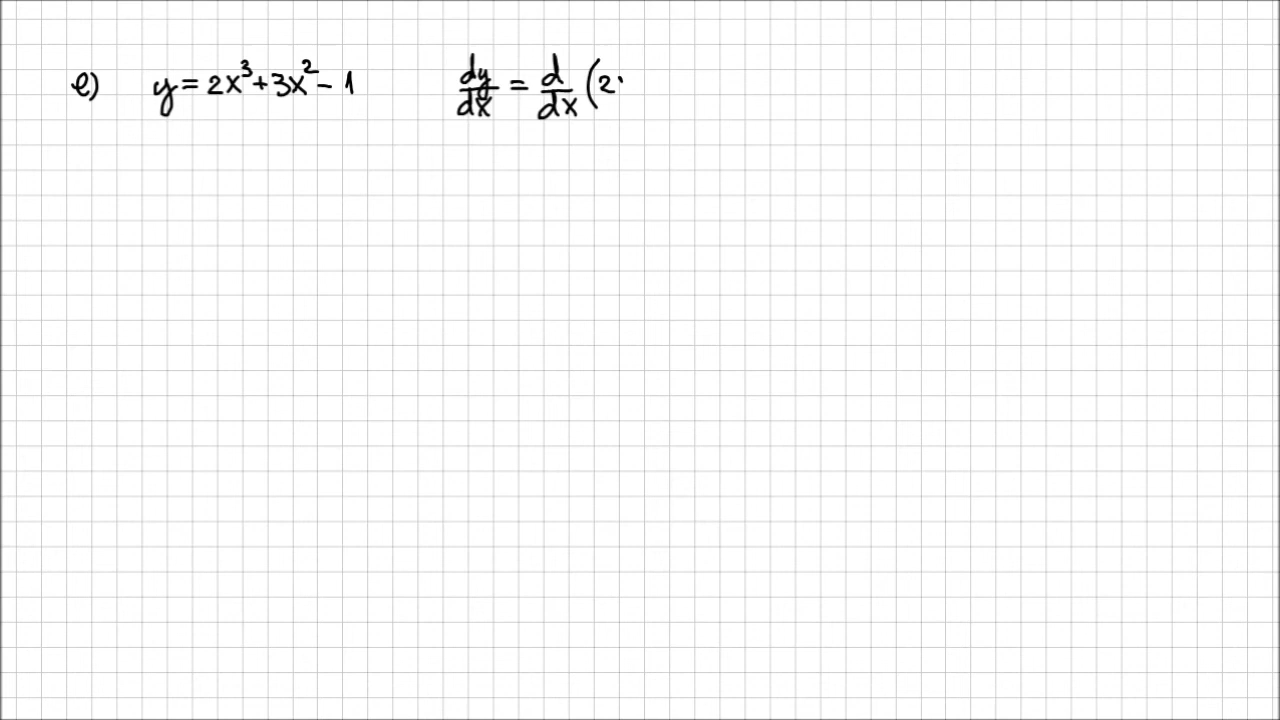 e) y = 2x³ + 3x² - 1 dy/dx = d/dx (2